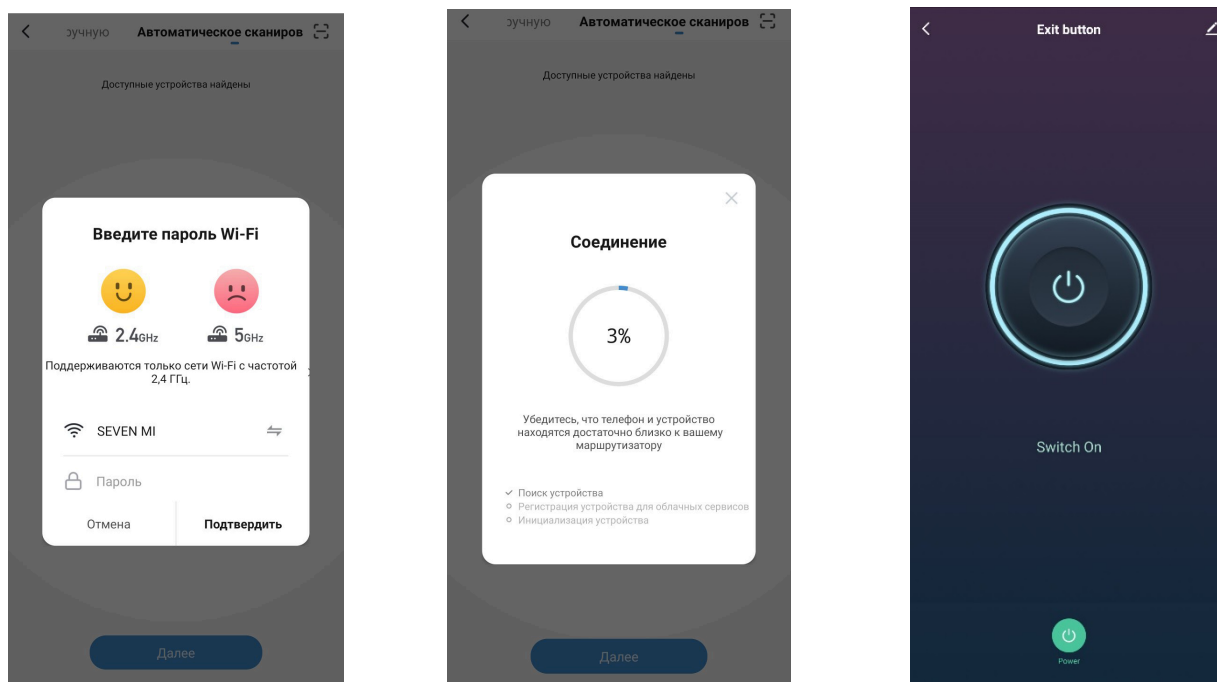 ручную Автоматическое сканиров
Доступные устройства найдены
Введите пароль Wi-Fi
2.4GHz 5GHz
Поддерживаются только сети Wi-Fi с частотой
2,4 ГГц.
SEVEN MI
Пароль
Отмена Подтвердить
Далее
ручную Автоматическое сканиров
Доступные устройства найдены
Соединение
3%
Убедитесь, что телефон и устройство
находятся достаточно близко к вашему
маршрутизатору
Поиск устройства
Регистрация устройства для облачных сервисов
Инициализация устройства
Далее
Exit button
Switch On
Power